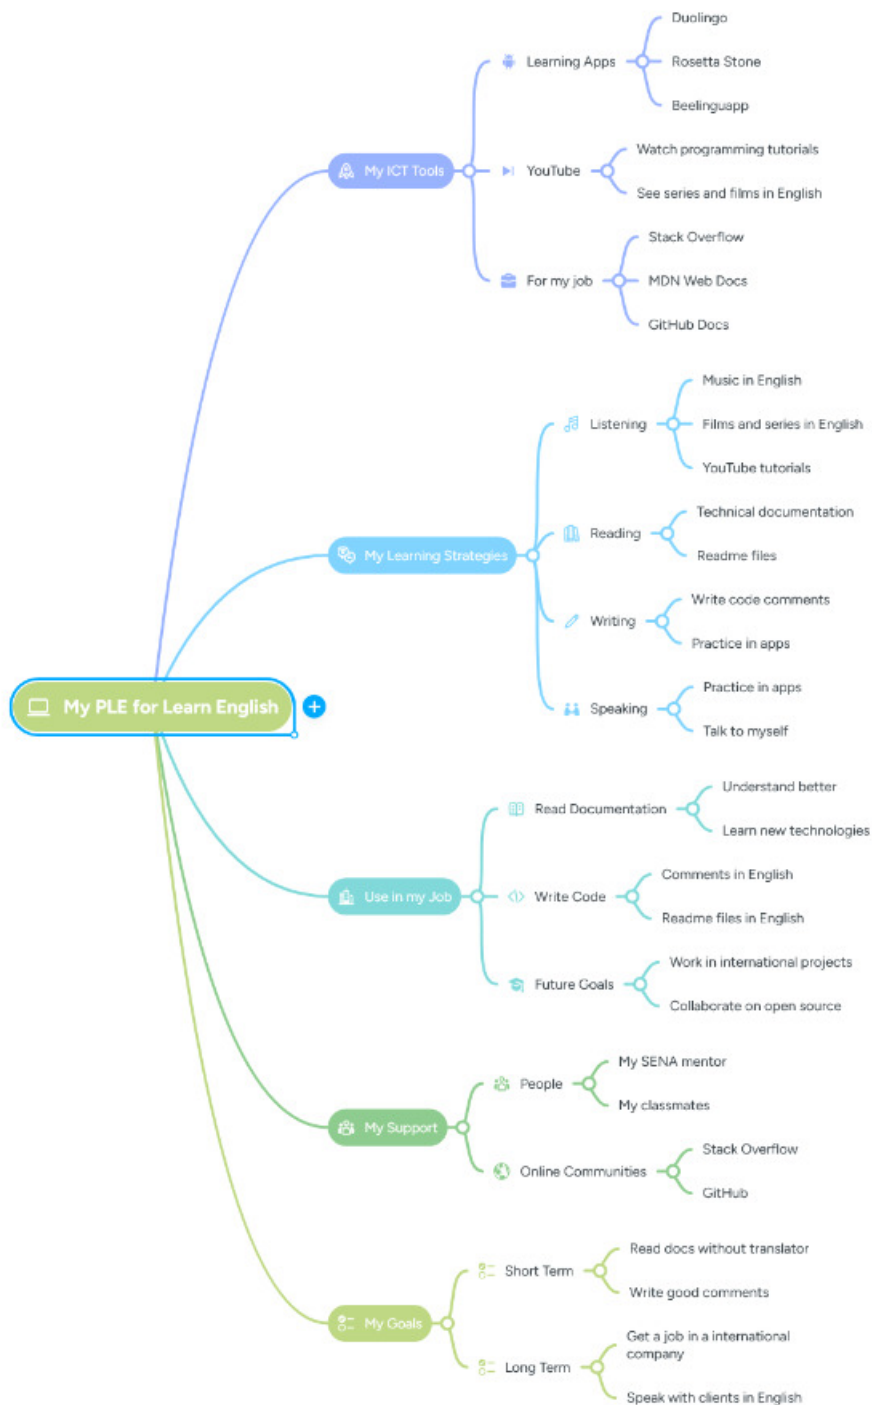 My PLE for Learn English
My ICT Tools
Learning Apps
Duolingo
Rosetta Stone
Beelinguapp
YouTube
Watch programming tutorials
See series and films in English
For my job
Stack Overflow
MDN Web Docs
GitHub Docs
My Learning Strategies
Listening
Music in English
Films and series in English
YouTube tutorials
Reading
Technical documentation
Readme files
Writing
Write code comments
Practice in apps
Speaking
Practice in apps
Talk to myself
Use in my Job
Read Documentation
Understand better
Learn new technologies
Write Code
Comments in English
Readme files in English
Future Goals
Work in international projects
Collaborate on open source
My Support
People
My SENA mentor
My classmates
Online Communities
Stack Overflow
GitHub
My Goals
Short Term
Read docs without translator
Write good comments
Long Term
Get a job in a international
company
Speak with clients in English